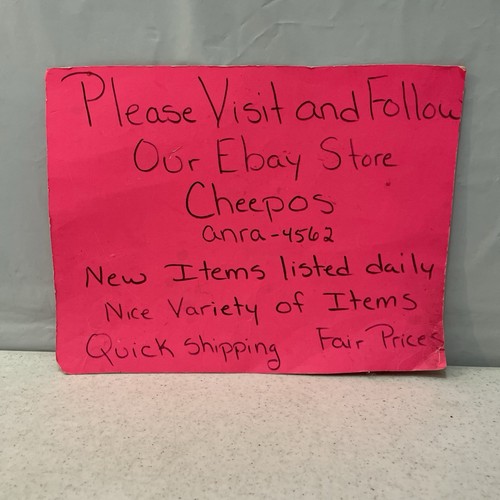 Please Visit and Follow
Our Ebay Store
Cheepos
anra-4562
New Items listed daily
Nice Variety of Items
Quick Shipping Fair Prices